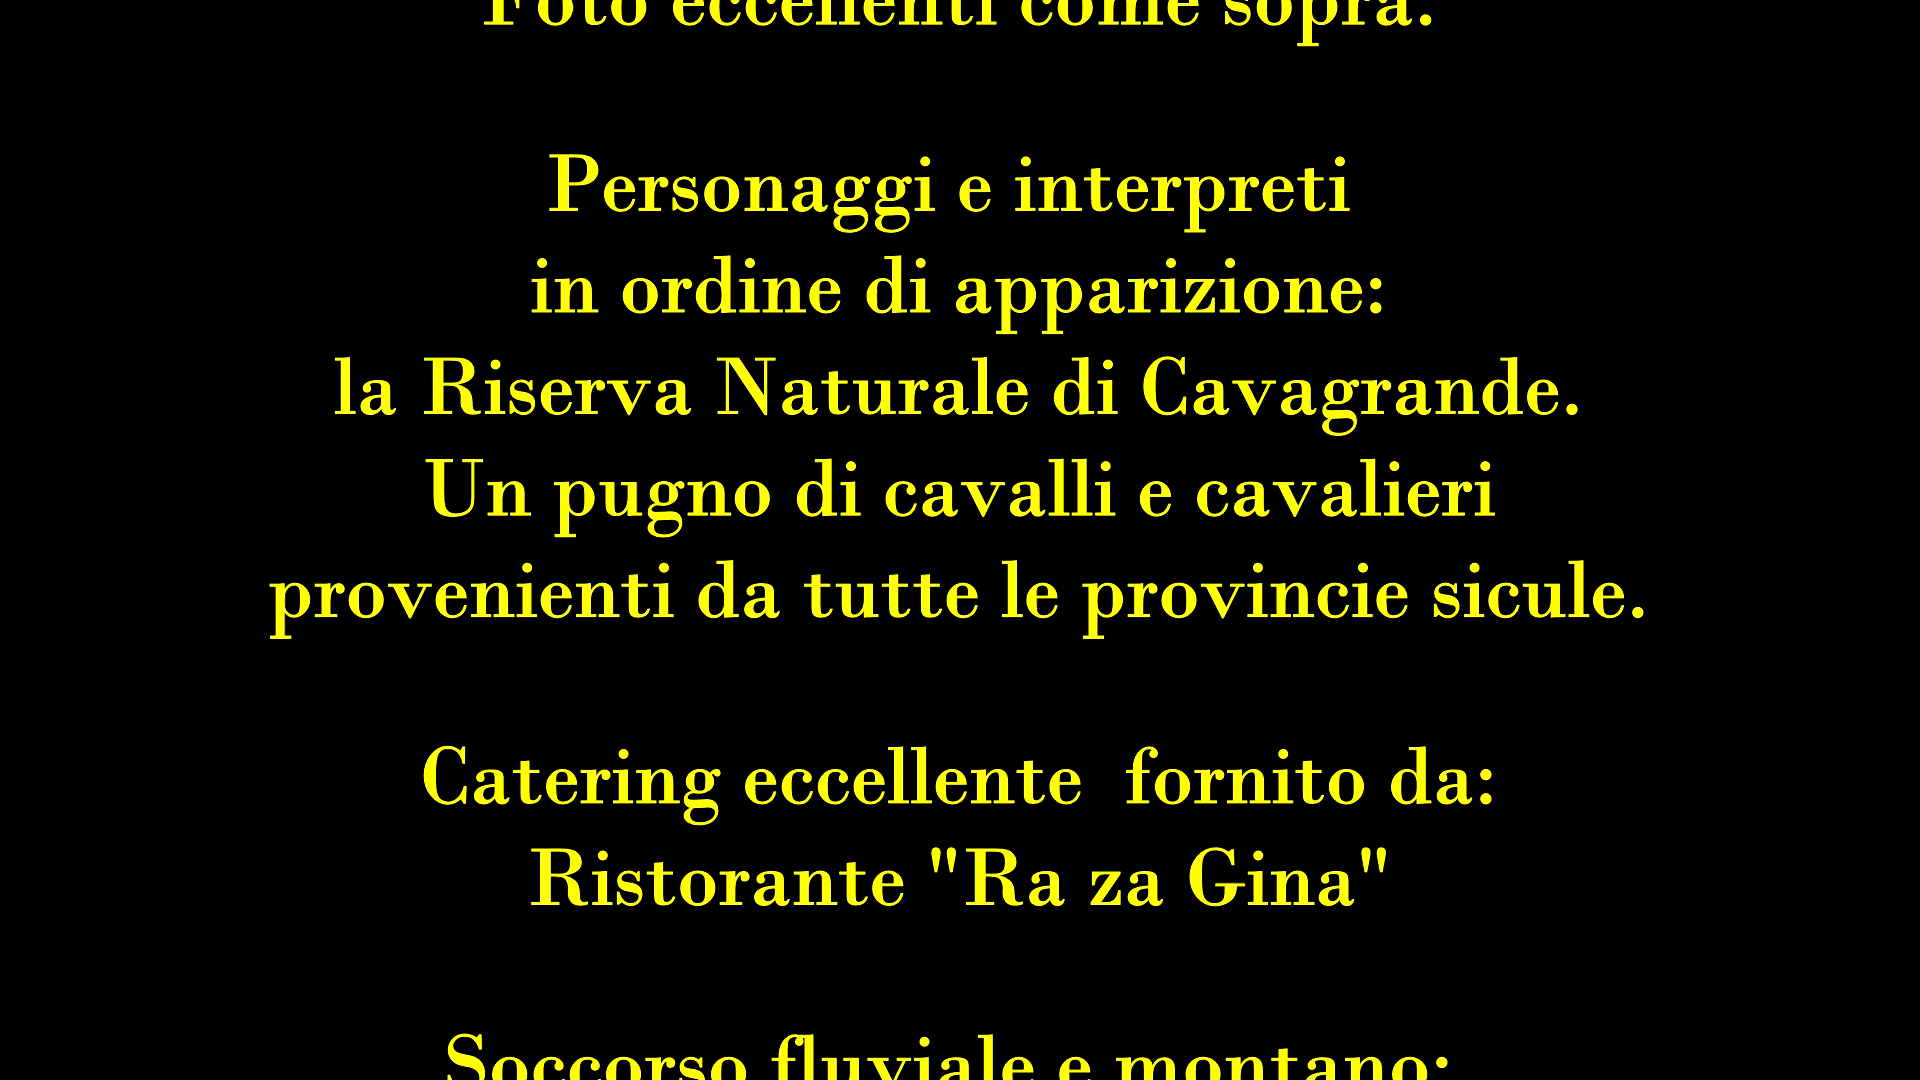 Foto eccellenti come sopra.
Personaggi e interpreti
in ordine di apparizione:
la Riserva Naturale di Cavagrande.
Un pugno di cavalli e cavalieri
provenienti da tutte le provincie sicule.
Catering eccellente  fornito da:
Ristorante "Ra za Gina"
Soccorso fluviale e montano: